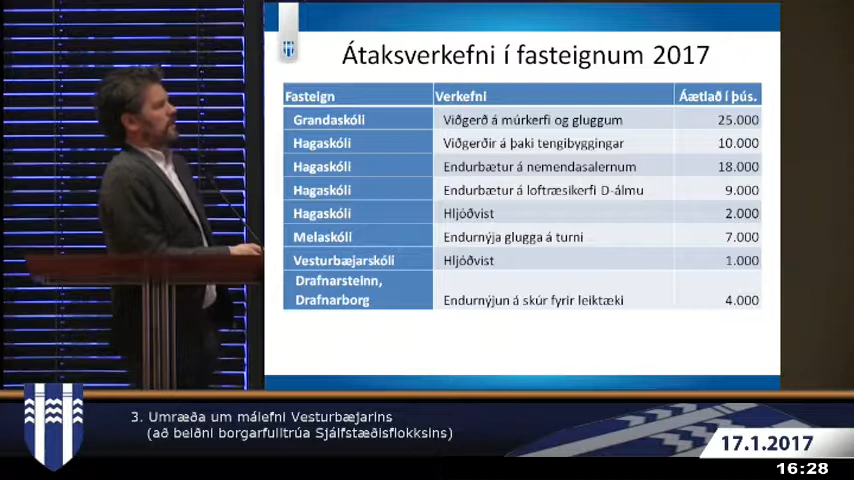 Átaksverkefni í fasteignum 2017
Fasteign Verkefni Áætlað í þús.
Grandaskóli Viðgerð á múrkerfi og gluggum 25.000
Hagaskóli Viðgerðir á þaki tengibyggingar 10.000
Hagaskóli Endurbætur á nemendasalernum 18.000
Hagaskóli Endurbætur á loftræsikerfi D-álmu 9.000
Hagaskóli Hljóðvist 2.000
Melaskóli Endurnýja glugga á turni 7.000
Vesturbæjarskóli Hljóðvist 1.000
Drafnarsteinn,
Drafnarborg Endurnýjun á skúr fyrir leiktæki 4.000
3. Umræða um málefni Vesturbæjarins
(að beiðni borgarfulltrúa Sjálfstæðisflokksins)
17.1.2017
16:28